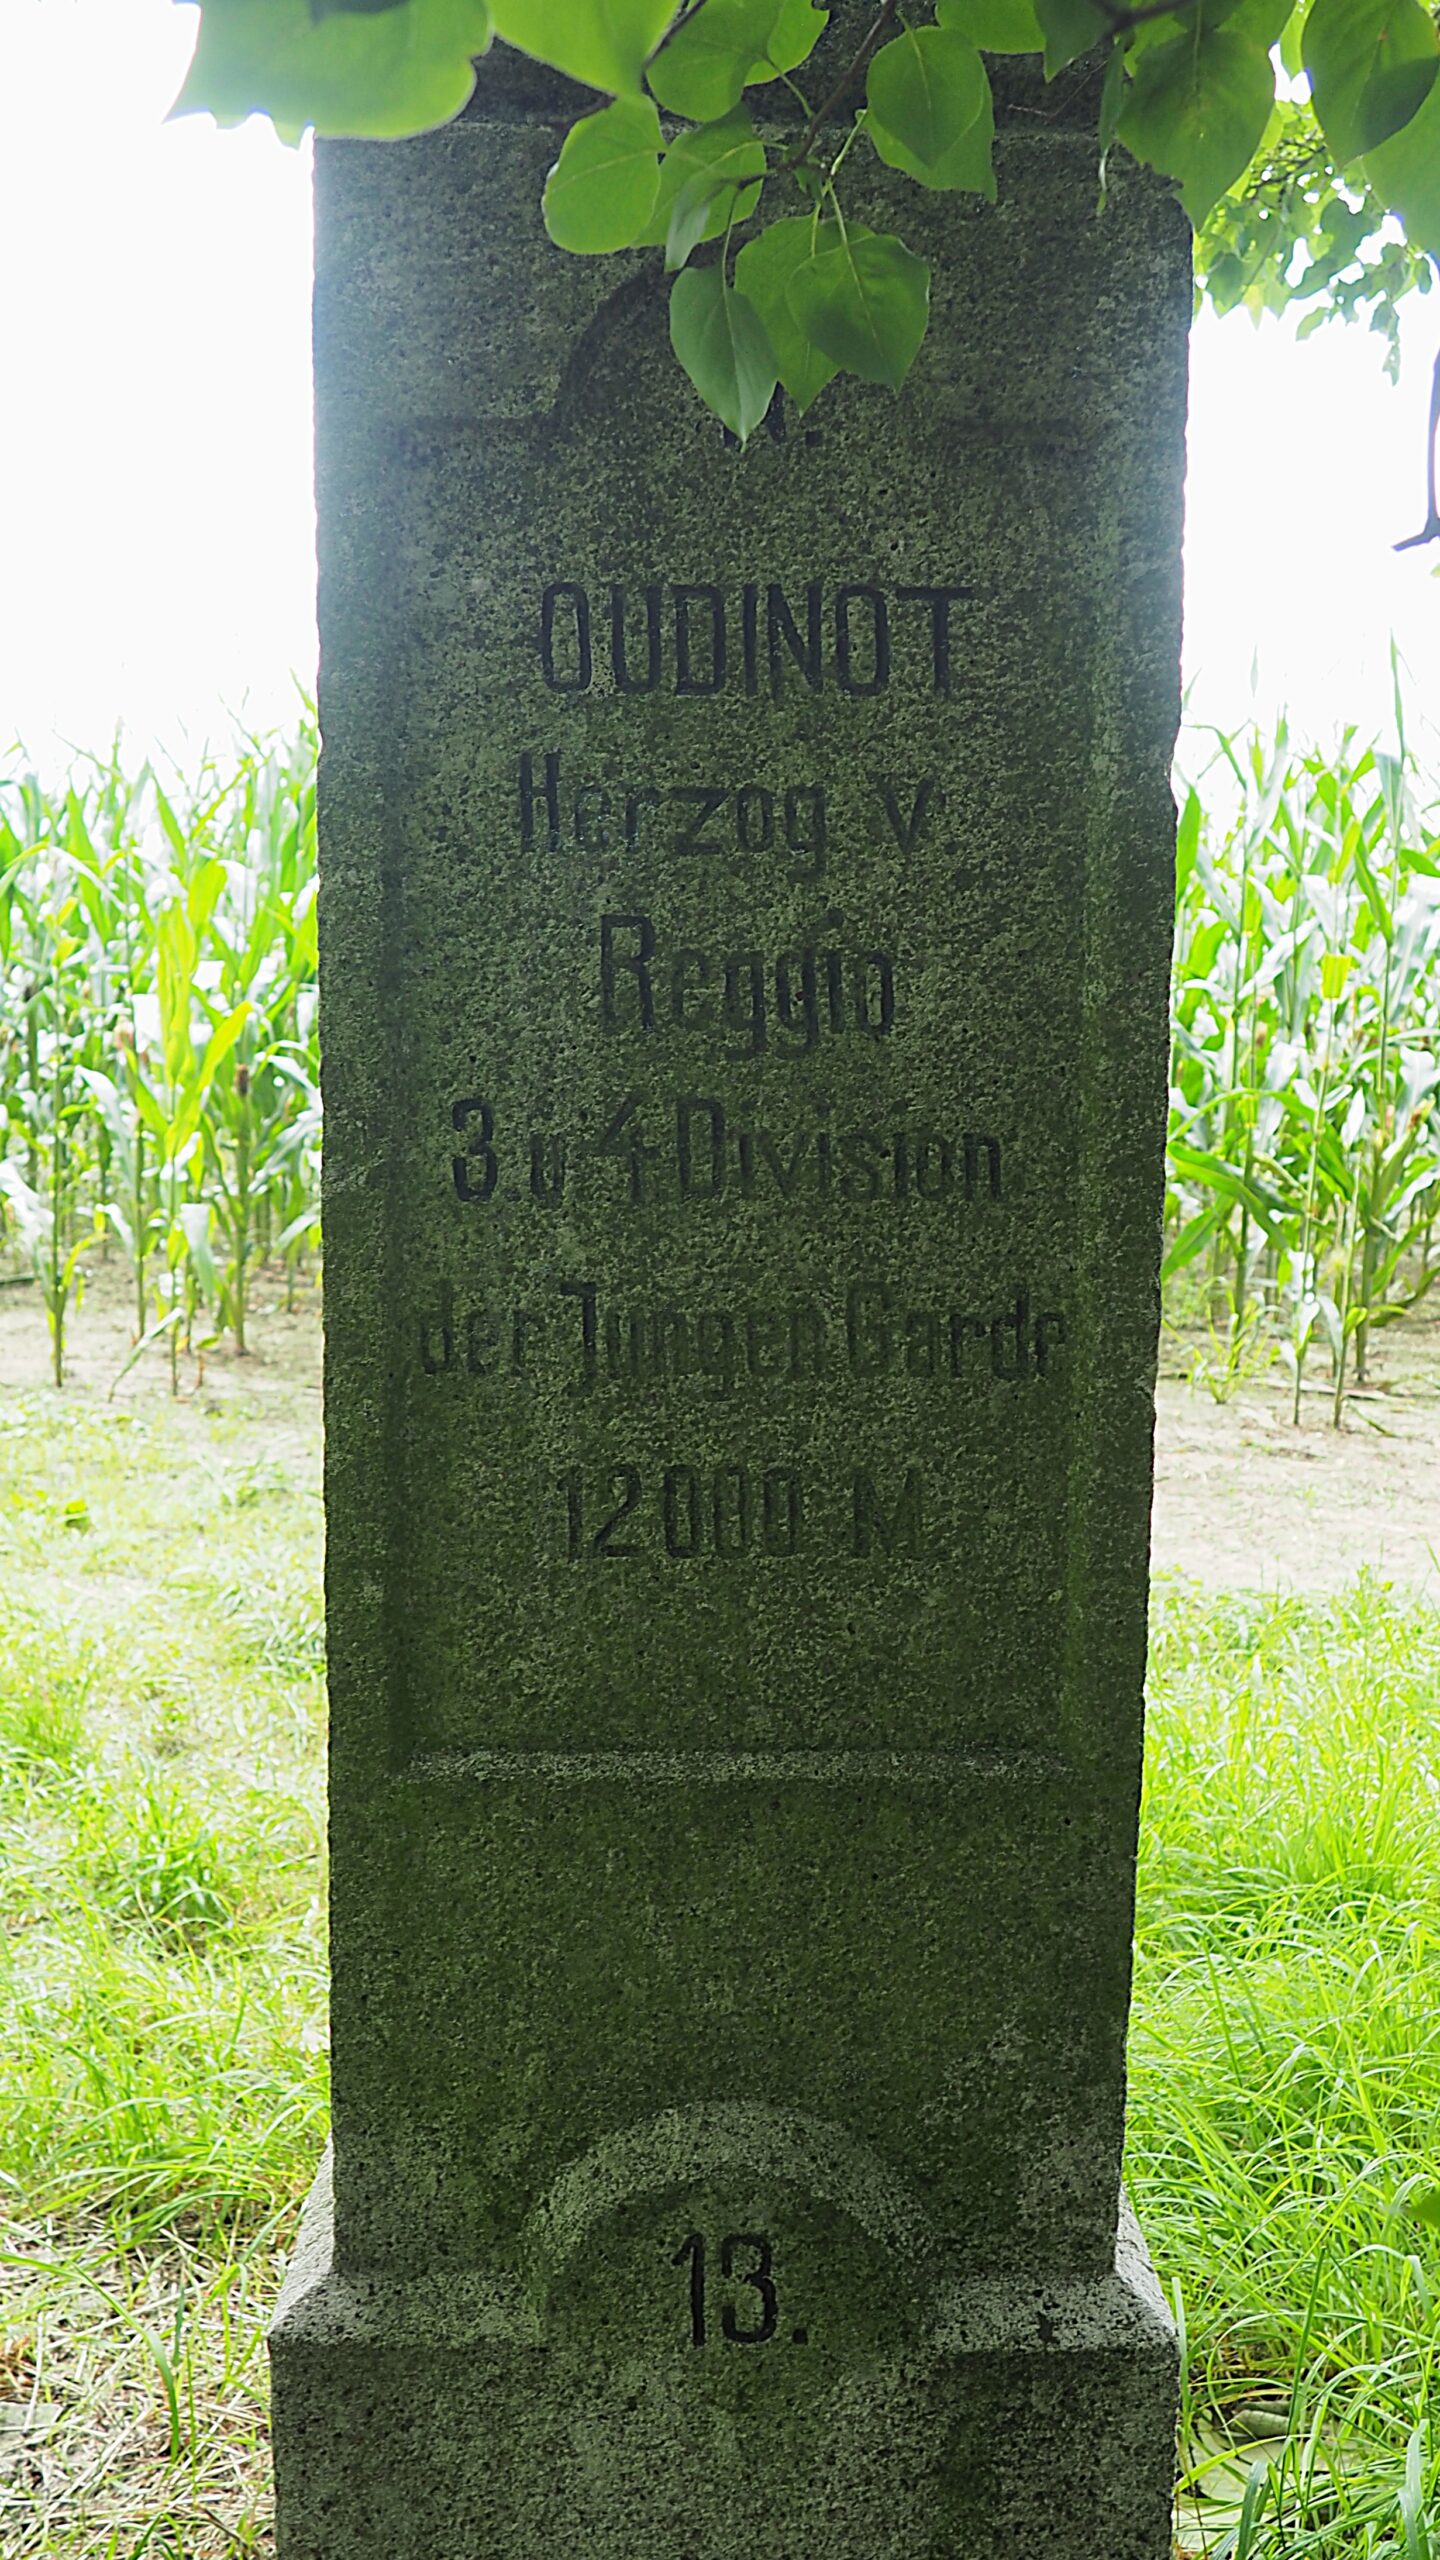 N.
OUDINOT
Herzog v.
Reggio
3. u. 4. Division
der Jungen Garde
12000 M.
13.